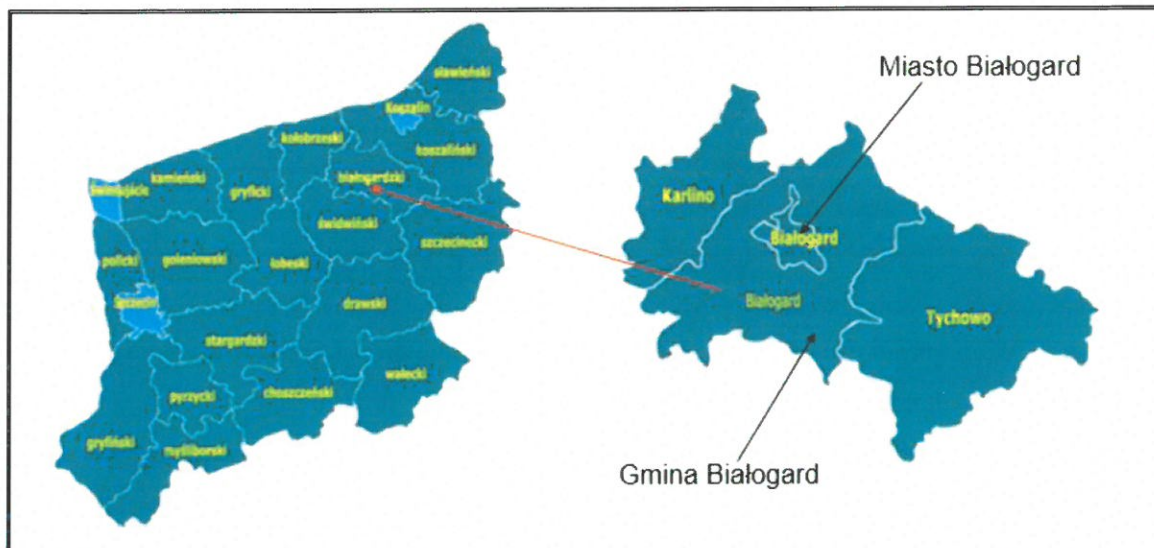 sławieński
Koszalin
kołobrzeski
koszaliński
białogardzki
Świnoujście
kamieński
gryficki
świdwiński
szczecinecki
policki
goleniowski
łobeski
Szczecin
drawski
stargardzki
wałecki
choszczeński
pyrzycki
gryfiński
myśliborski
Miasto Białogard
Karlino
Białogard
Białogard
Tychowo
Gmina Białogard